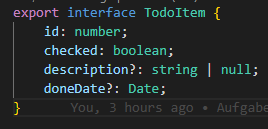 export interface TodoItem {
    id: number;
    checked: boolean;
    description?: string | null;
    doneDate?: Date;
}    You, 3 hours ago • Aufgabe